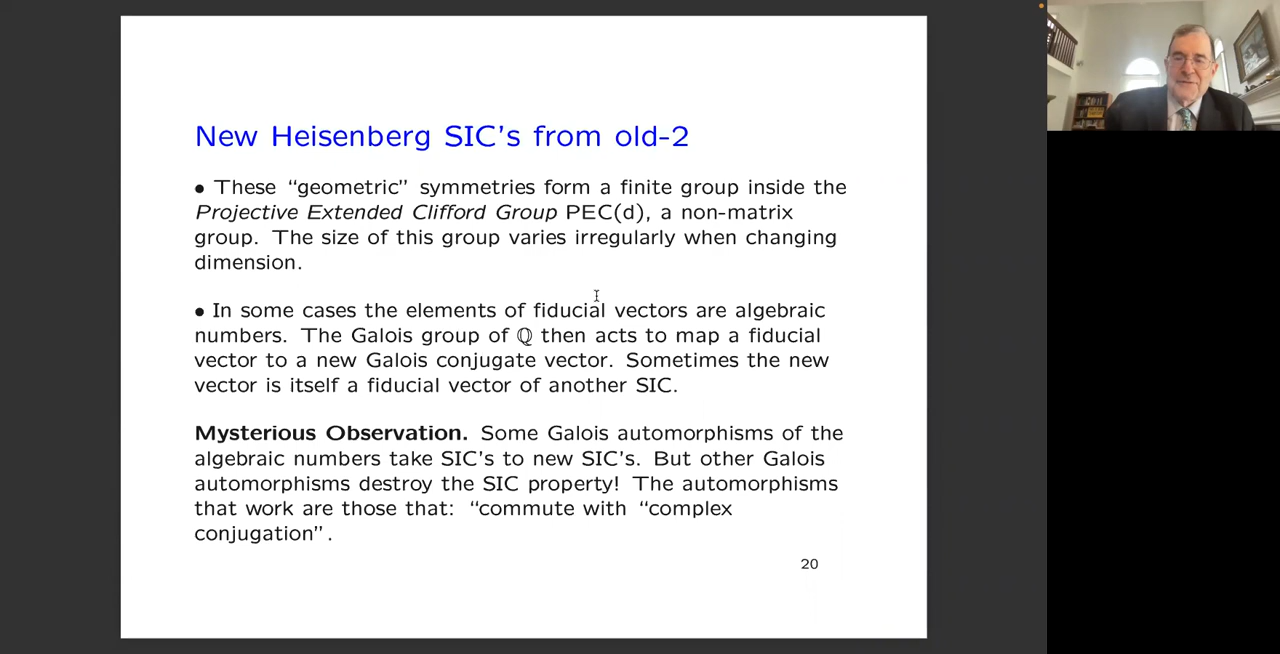 New Heisenberg SIC's from old-2
• These “geometric” symmetries form a finite group inside the
Projective Extended Clifford Group PEC(d), a non-matrix
group. The size of this group varies irregularly when changing
dimension.
• In some cases the elements of fiducial vectors are algebraic
numbers. The Galois group of ℚ then acts to map a fiducial
vector to a new Galois conjugate vector. Sometimes the new
vector is itself a fiducial vector of another SIC.
Mysterious Observation. Some Galois automorphisms of the
algebraic numbers take SIC's to new SIC's. But other Galois
automorphisms destroy the SIC property! The automorphisms
that work are those that: “commute with “complex
conjugation”.
20